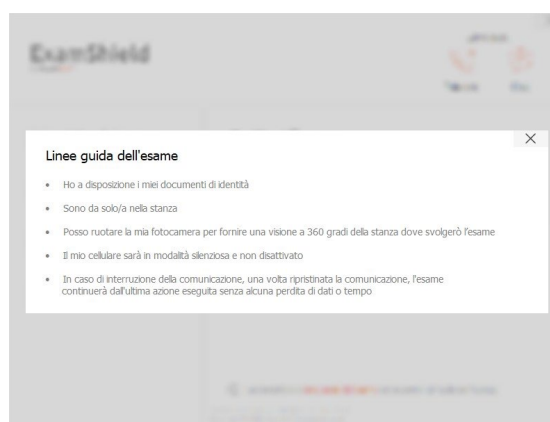 ExamShield
Linee guida dell'esame
Ho a disposizione i miei documenti di identità
Sono da solo/a nella stanza
Posso ruotare la mia fotocamera per fornire una visione a 360 gradi della stanza dove svolgerò l'esame
Il mio cellulare sarà in modalità silenziosa e non disattivato
In caso di interruzione della comunicazione, una volta ripristinata la comunicazione, l'esame
continuerà dall'ultima azione eseguita senza alcuna perdita di dati o tempo